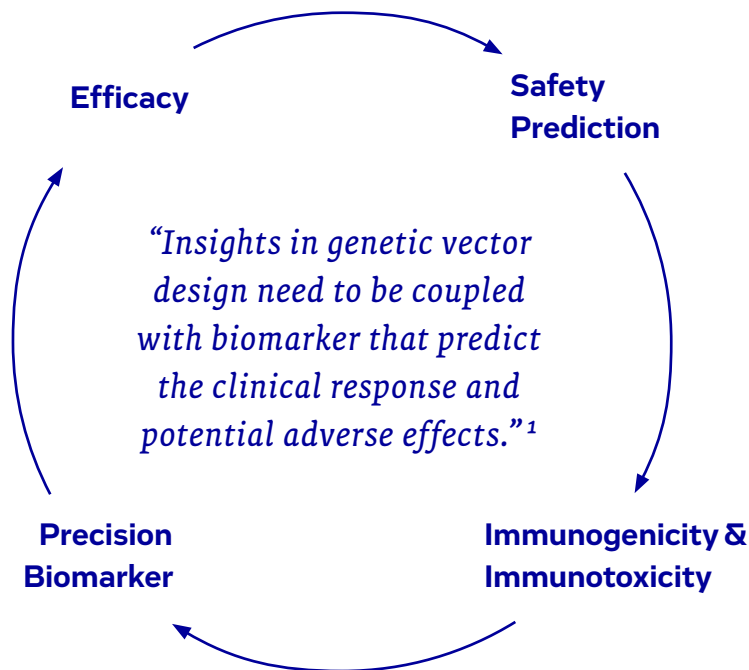 Efficacy
Safety
Prediction
“Insights in genetic vector
design need to be coupled
with biomarker that predict
the clinical response and
potential adverse effects.” 1
Precision
Biomarker
Immunogenicity &
Immunotoxicity